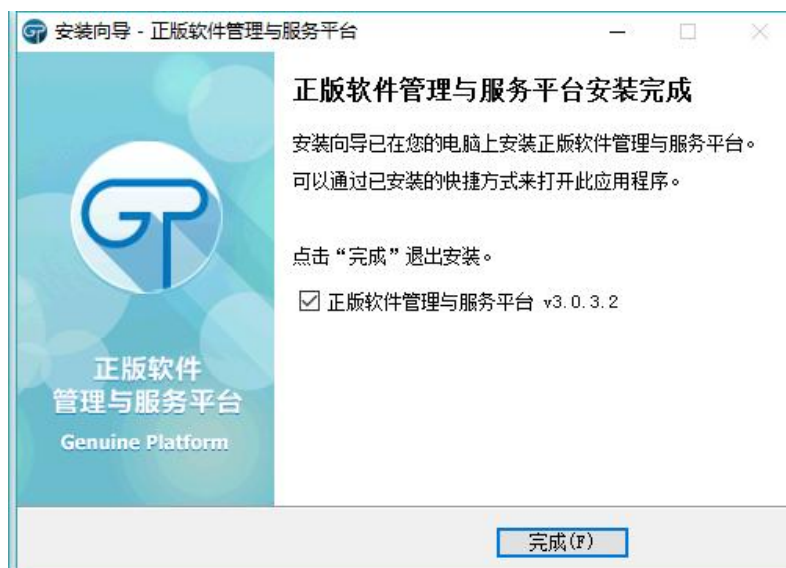 安装向导 - 正版软件管理与服务平台
正版软件管理与服务平台安装完成
安装向导已在您的电脑上安装正版软件管理与服务平台。
可以通过已安装的快捷方式来打开此应用程序。
点击“完成”退出安装。
正版软件管理与服务平台 v3.0.3.2
GP
正版软件
管理与服务平台
Genuine Platform
完成(F)